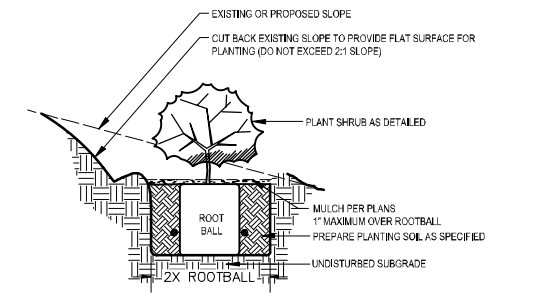 EXISTING OR PROPOSED SLOPE
CUT BACK EXISTING SLOPE TO PROVIDE FLAT SURFACE FOR
PLANTING (DO NOT EXCEED 2:1 SLOPE)
PLANT SHRUB AS DETAILED
MULCH PER PLANS
1" MAXIMUM OVER ROOTBALL
ROOT
BALL
PREPARE PLANTING SOIL AS SPECIFIED
UNDISTURBED SUBGRADE
2X ROOTBALL